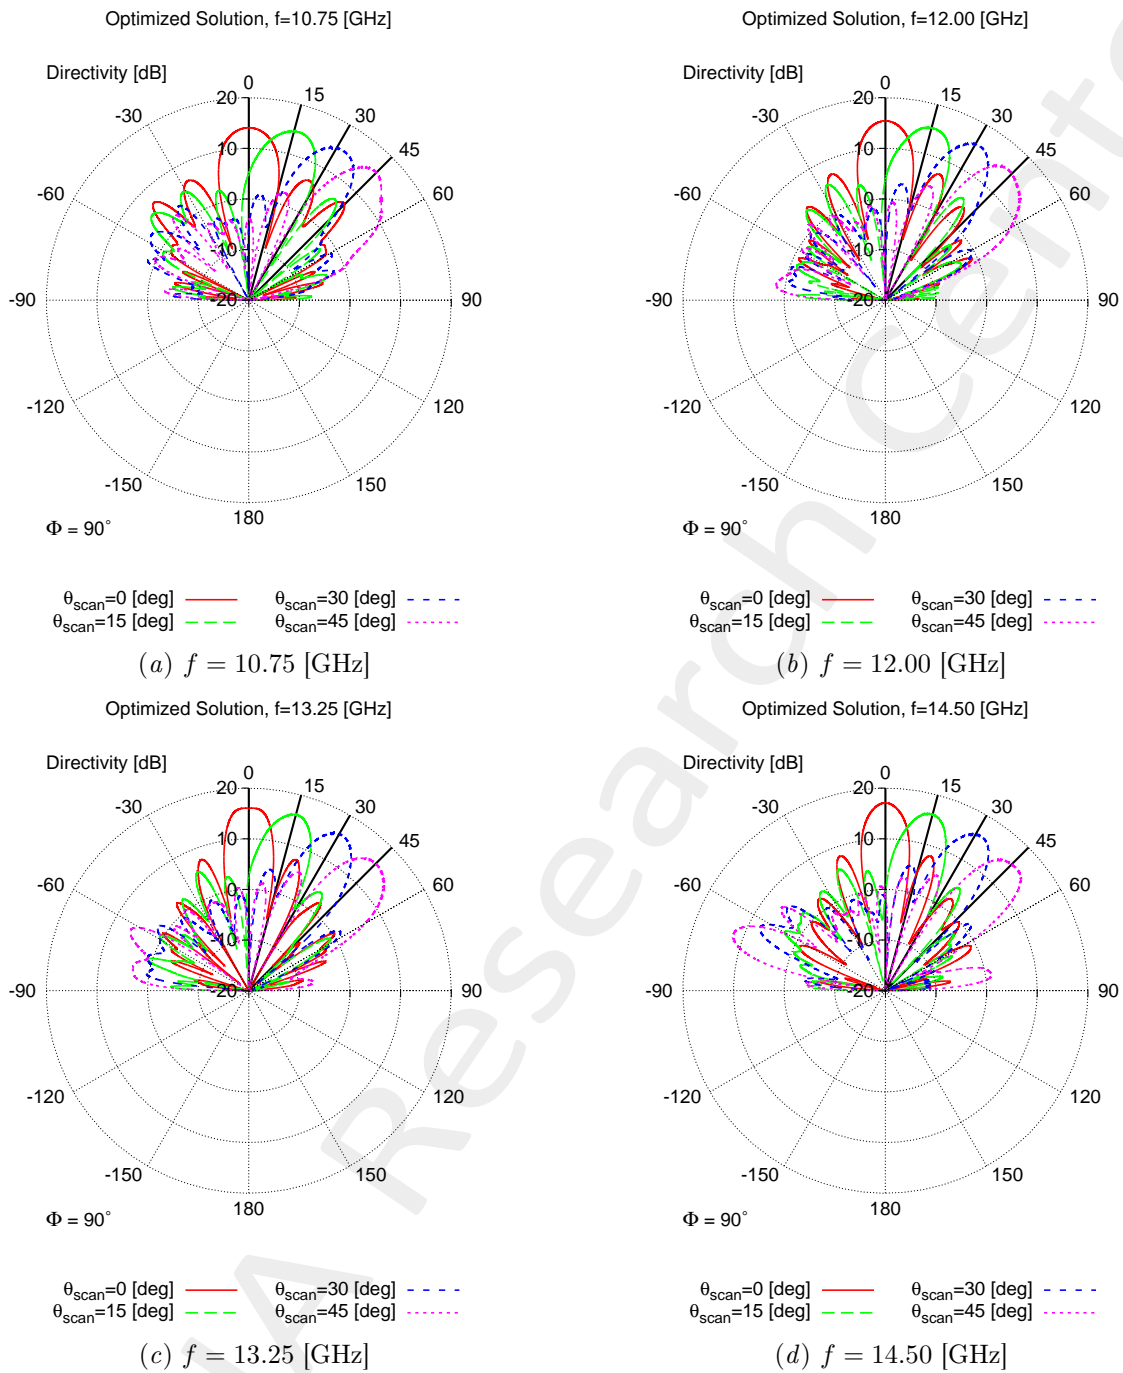 Optimized Solution, f=10.75 [GHz]
Directivity [dB]
0
15
30
45
60
90
120
150
180
-150
-120
-90
-60
-30
20
10
0
-10
-20
Φ = 90°
θscan=0 [deg]
θscan=30 [deg]
θscan=15 [deg]
θscan=45 [deg]
(a) f = 10.75 [GHz]
Optimized Solution, f=12.00 [GHz]
Directivity [dB]
0
15
30
45
60
90
120
150
180
-150
-120
-90
-60
-30
20
10
0
-10
-20
Φ = 90°
θscan=0 [deg]
θscan=30 [deg]
θscan=15 [deg]
θscan=45 [deg]
(b) f = 12.00 [GHz]
Optimized Solution, f=13.25 [GHz]
Directivity [dB]
0
15
30
45
60
90
120
150
180
-150
-120
-90
-60
-30
20
10
0
-10
-20
Φ = 90°
θscan=0 [deg]
θscan=30 [deg]
θscan=15 [deg]
θscan=45 [deg]
(c) f = 13.25 [GHz]
Optimized Solution, f=14.50 [GHz]
Directivity [dB]
0
15
30
45
60
90
120
150
180
-150
-120
-90
-60
-30
20
10
0
-10
-20
Φ = 90°
θscan=0 [deg]
θscan=30 [deg]
θscan=15 [deg]
θscan=45 [deg]
(d) f = 14.50 [GHz]
Research Cent